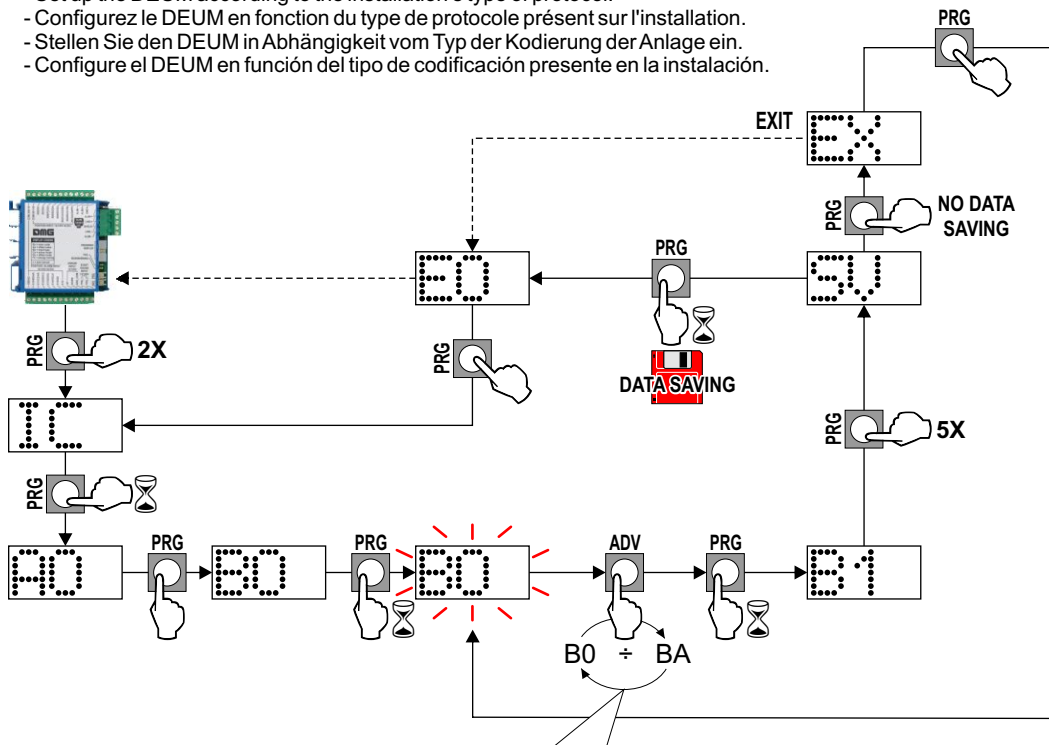 - Configurez le DEUM en fonction du type de protocole présent sur l'installation.
- Stellen Sie den DEUM in Abhängigkeit vom Typ der Kodierung der Anlage ein.
- Configure el DEUM en función del tipo de codificación presente en la instalación.
PRG
EXIT
EX
PRG
NO DATA
SAVING
DMG
E0
PRG
SV
PRG
2X
PRG
DATA SAVING
IC
PRG
5X
PRG
A0
PRG
B0
PRG
B0
ADV
PRG
B1
B0 ÷ BA